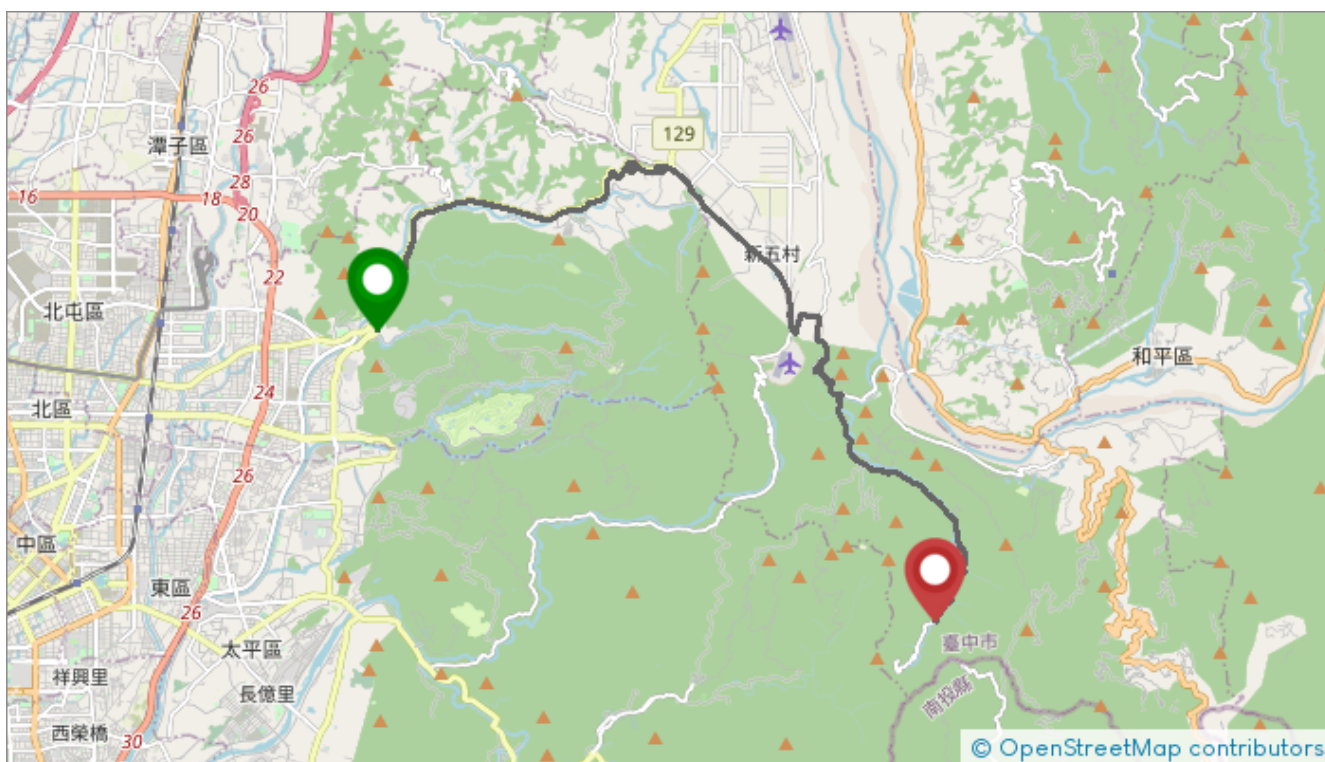 26
129
潭子區
26
28
16
18
20
新五村
22
北屯區
和平區
24
北區
26
中區
東區
26
太平區
臺中市
祥興里
長億里
南投縣
西榮橋
30
© OpenStreetMap contributors